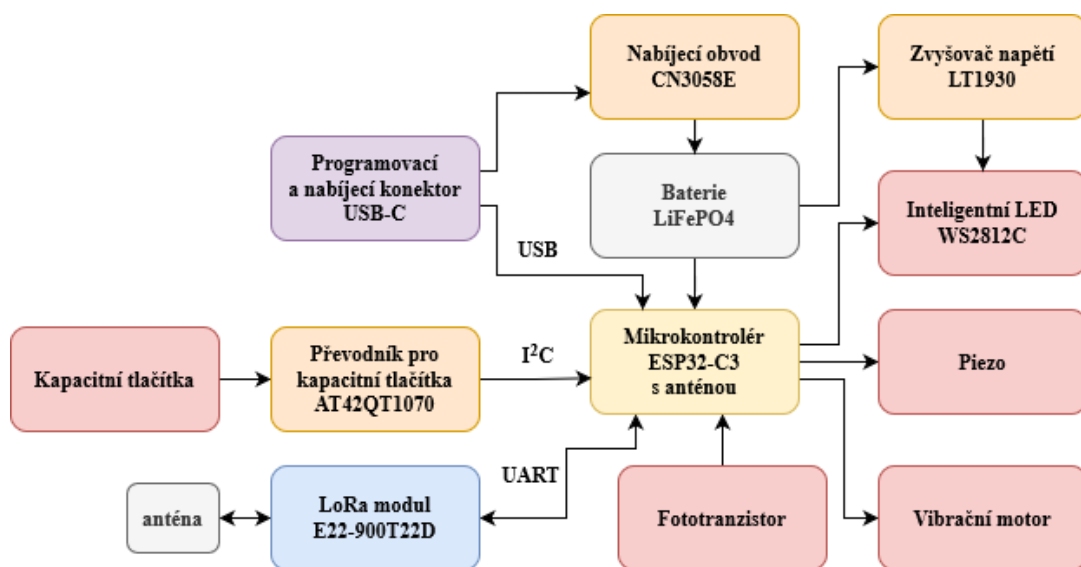 Nabíjecí obvod
CN3058E
Zvyšovač napětí
LT1930
Programovací
a nabíjecí konektor
USB-C
Baterie
LiFePO4
Inteligentní LED
WS2812C
USB
Kapacitní tlačítka
Převodník pro
kapacitní tlačítka
AT42QT1070
I²C
Mikrokontrolér
ESP32-C3
s anténou
Piezo
UART
anténa
LoRa modul
E22-900T22D
Fototranzistor
Vibrační motor